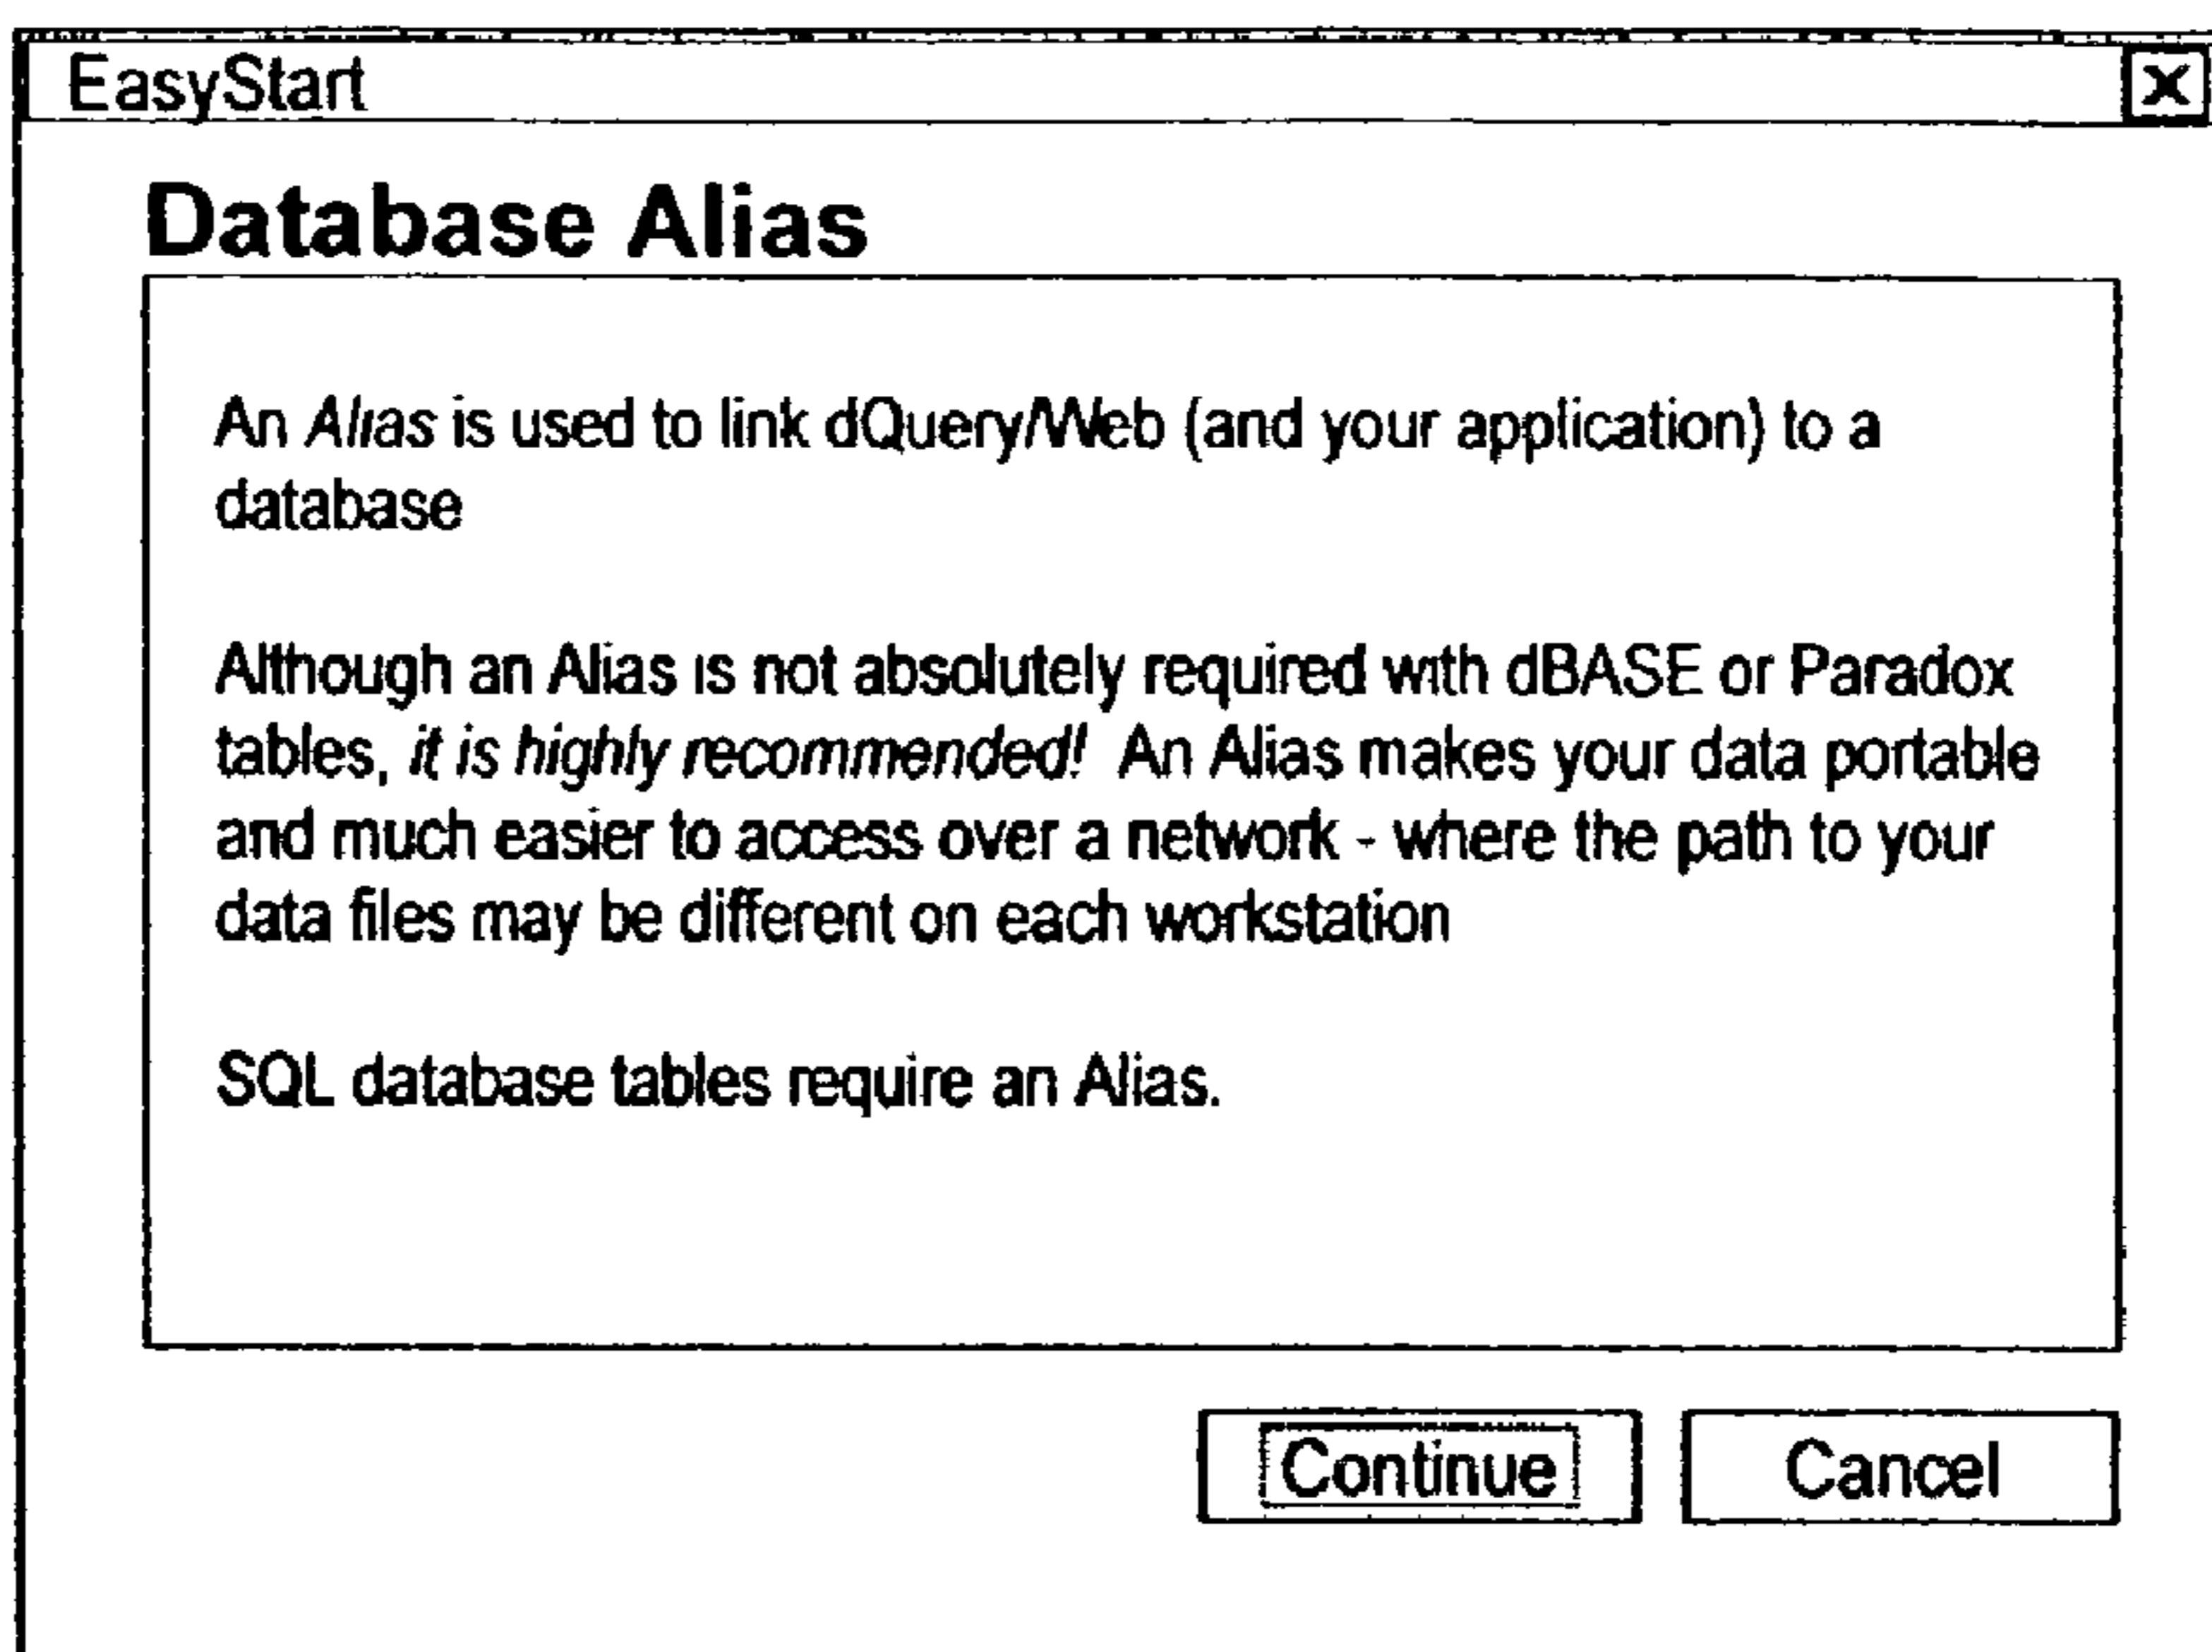 EasyStart
Database Alias
An Alias is used to link dQuery/Web (and your application) to a
database
Although an Alias is not absolutely required with dBASE or Paradox
tables, it is highly recommended! An Alias makes your data portable
and much easier to access over a network - where the path to your
data files may be different on each workstation
SQL database tables require an Alias.
Continue Cancel